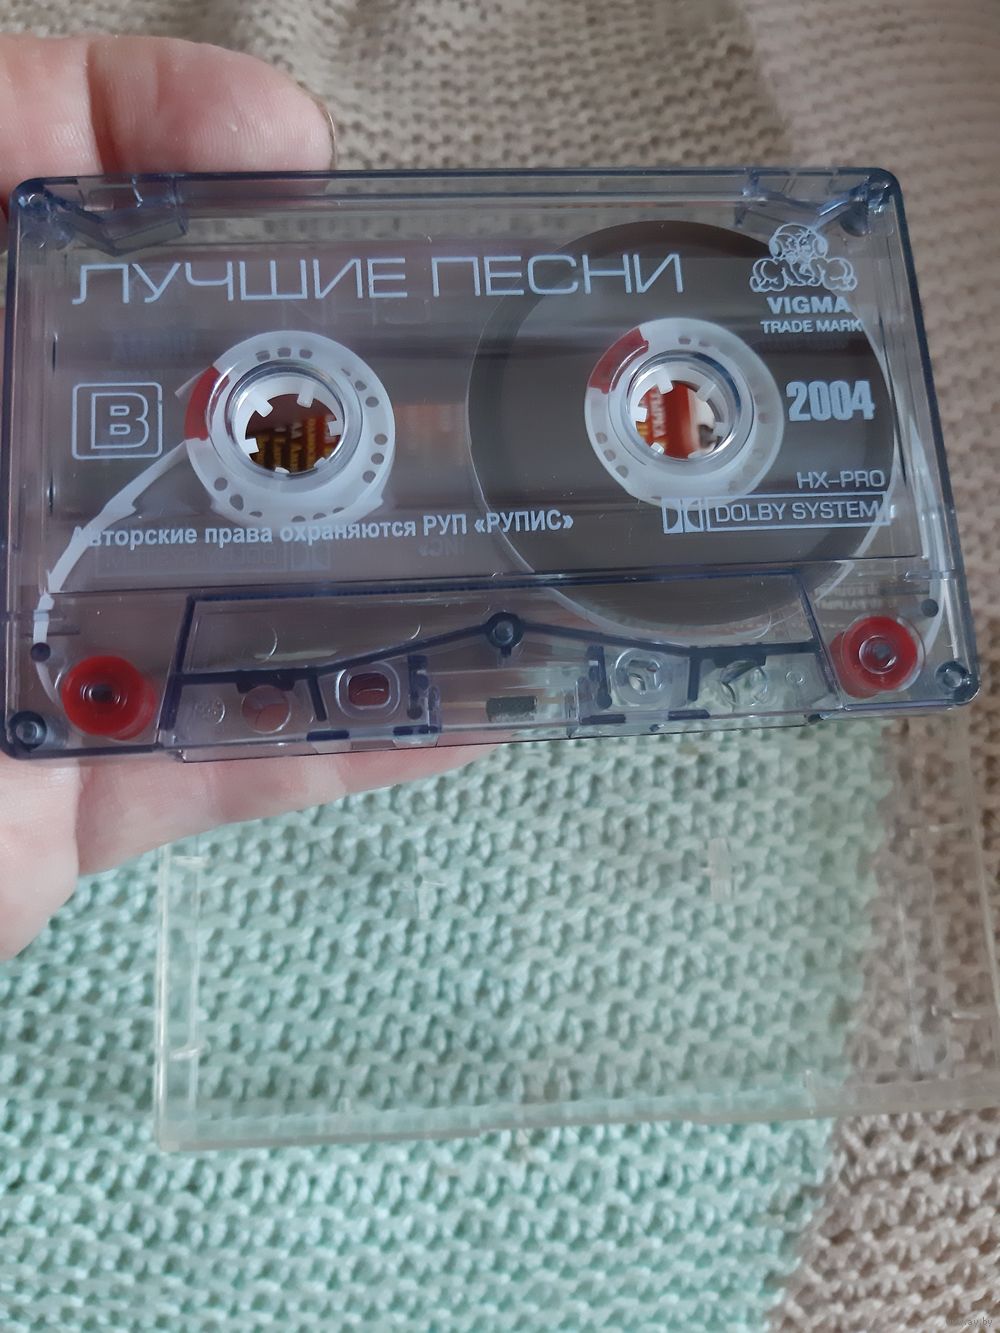 ЛУЧШИЕ ПЕСНИ
VIGMA
TRADE MARK
B
2004
HX-PRO
DOLBY SYSTEM
Авторские права охраняются РУП «РУПИС»